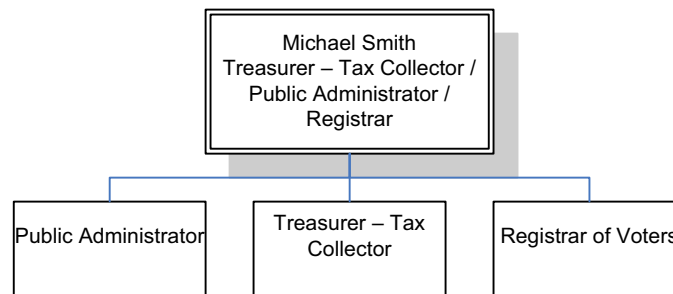 Michael Smith
Treasurer – Tax Collector /
Public Administrator /
Registrar
Public Administrator
Treasurer – Tax
Collector
Registrar of Voters